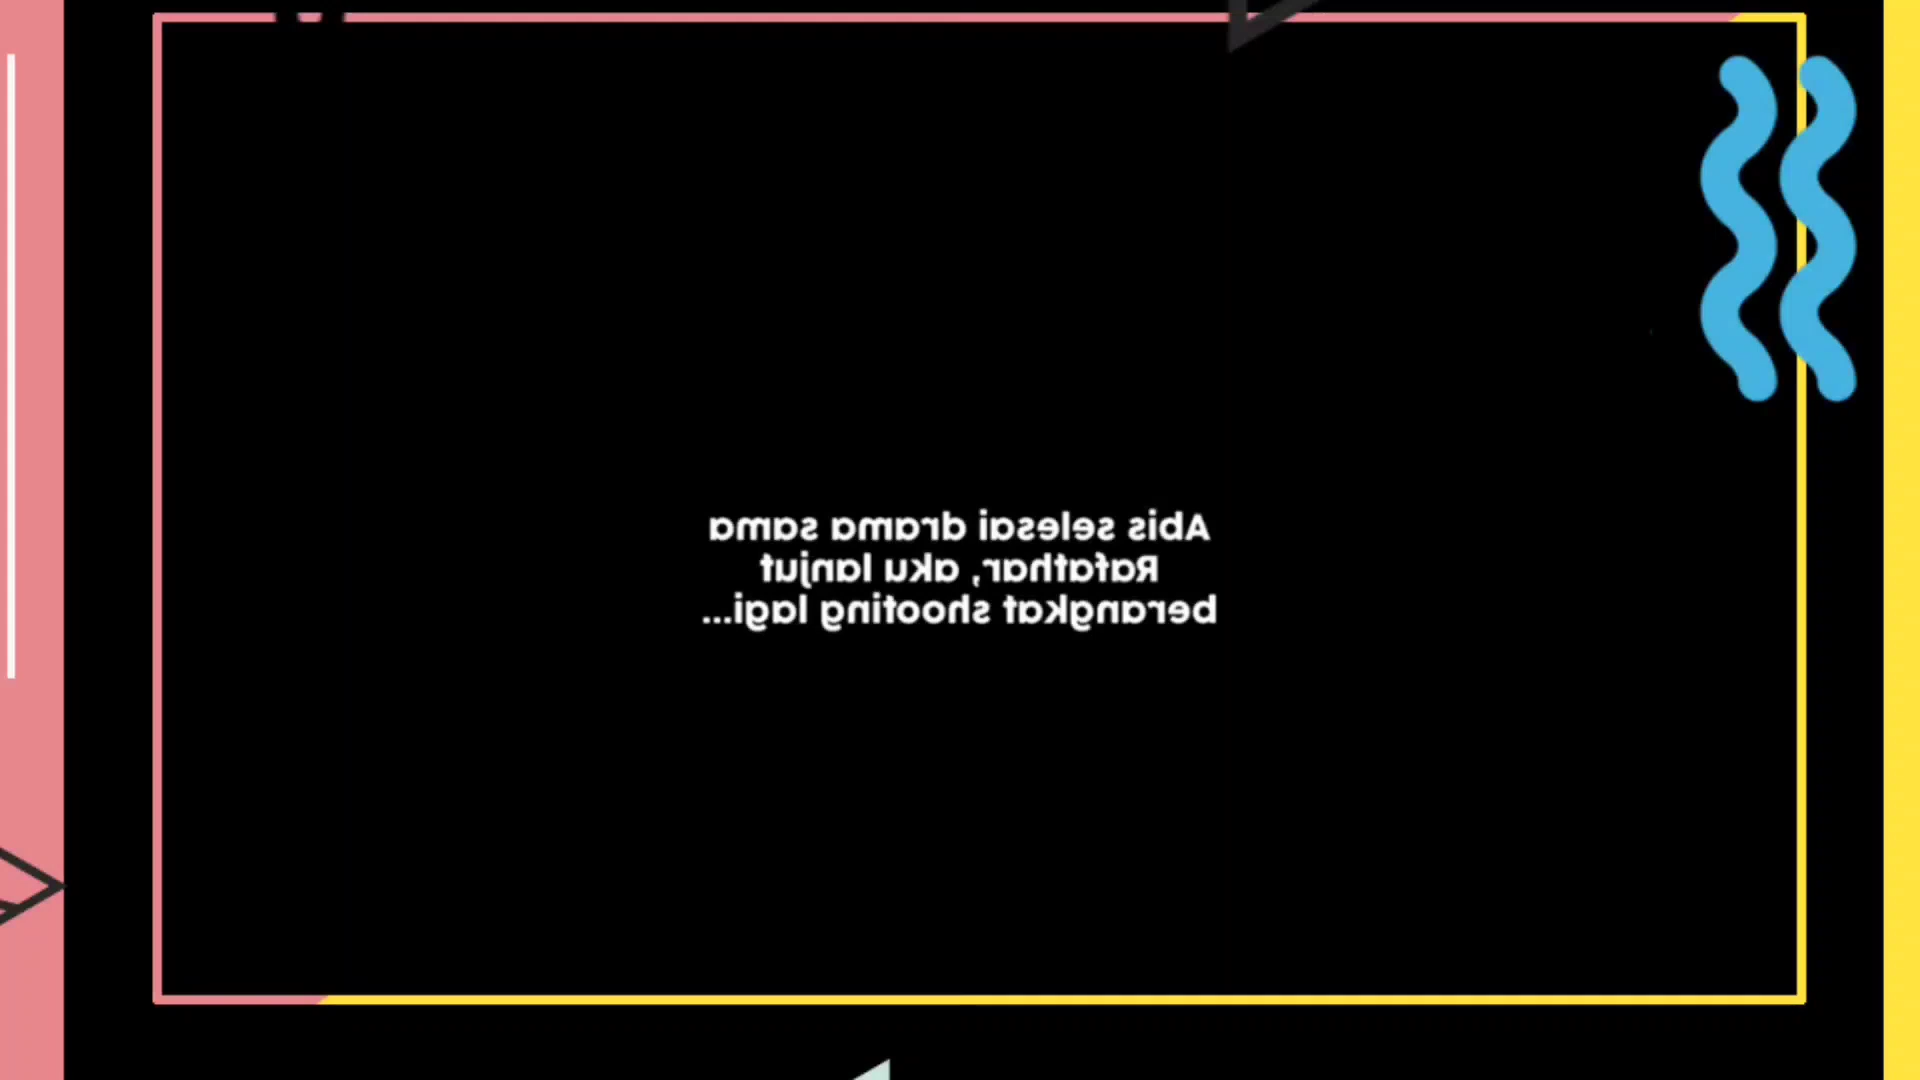 Abis selesai drama sama
Rafathar, aku lanjut
berangkat shooting lagi...